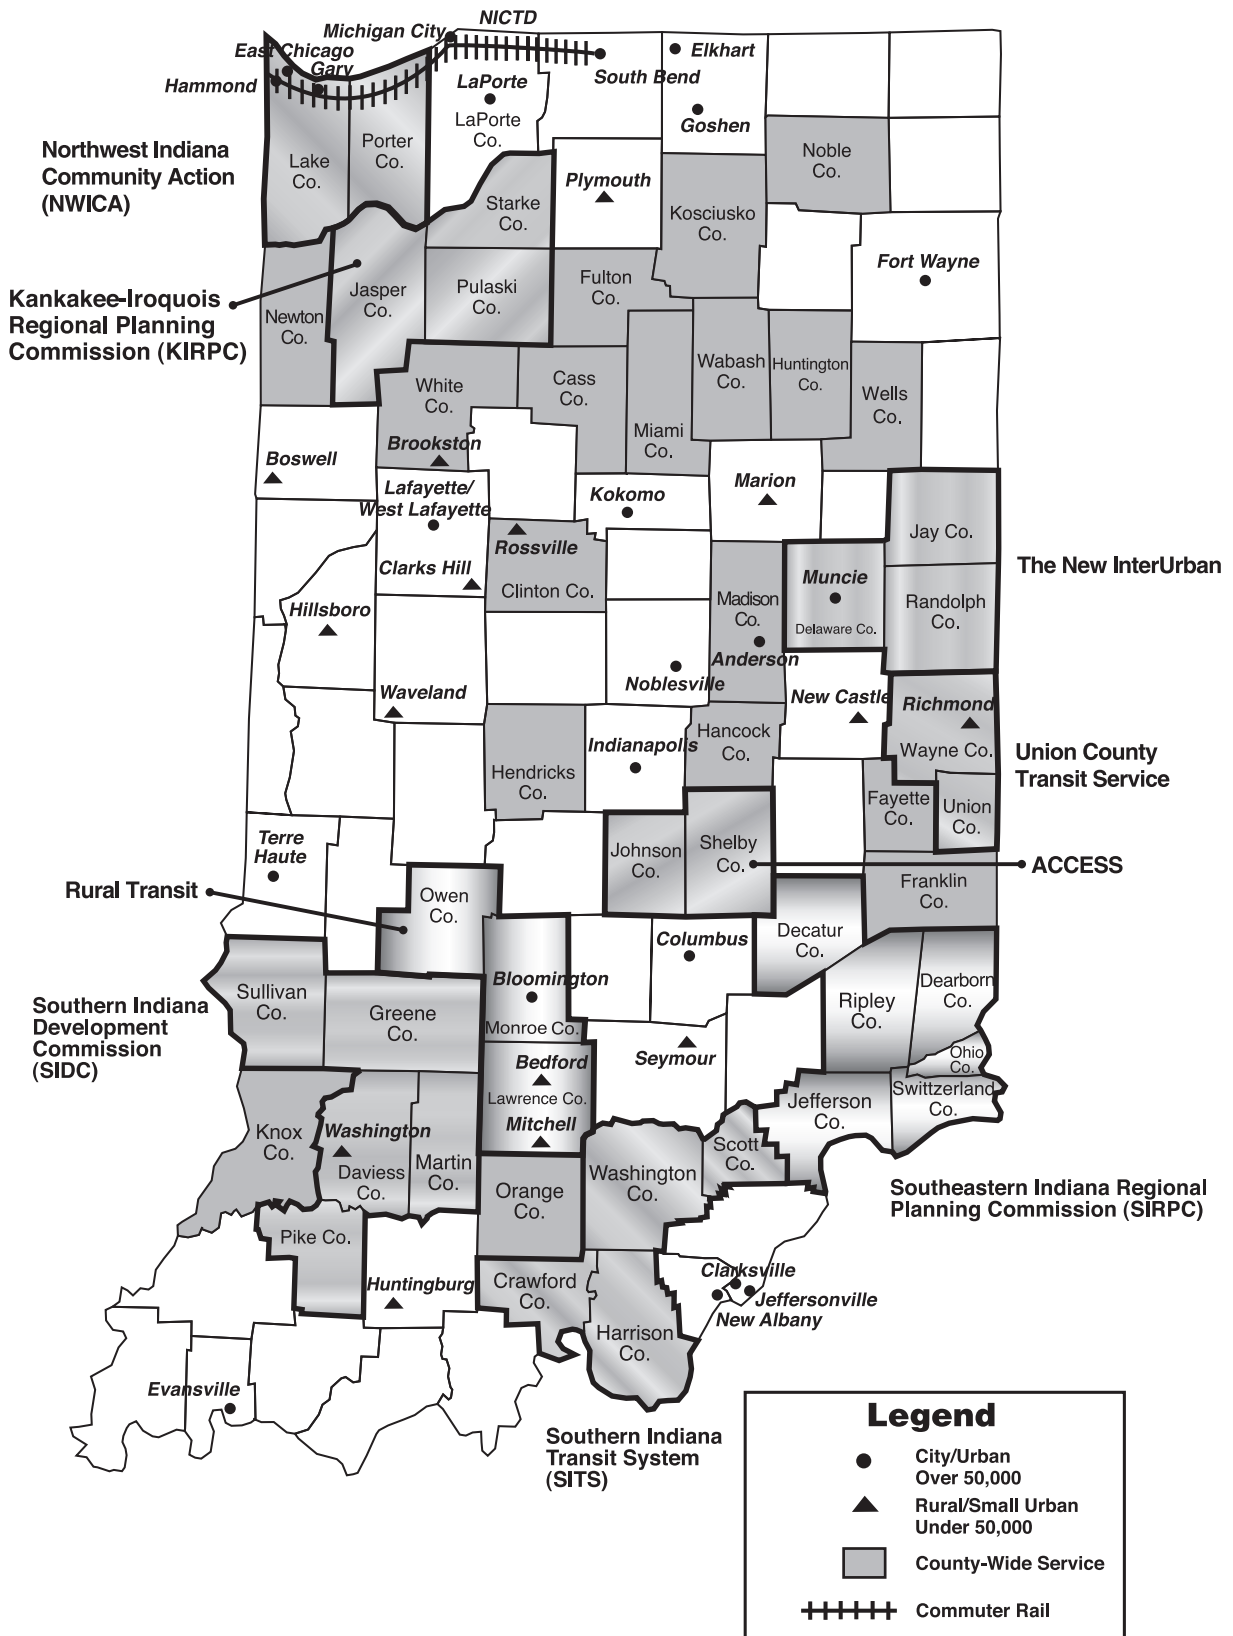 NICTD
Michigan City
East Chicago
Gary
Hammond
South Bend
Elkhart
LaPorte
LaPorte
Co.
Goshen
Northwest Indiana
Community Action
(NWICA)
Lake
Co.
Porter
Co.
Noble
Co.
Plymouth
Starke
Co.
Kosciusko
Co.
Fort Wayne
Kankakee-Iroquois
Regional Planning
Commission (KIRPC)
Newton
Co.
Jasper
Co.
Pulaski
Co.
Fulton
Co.
White
Co.
Cass
Co.
Miami
Co.
Wabash
Co.
Huntington
Co.
Wells
Co.
Brookston
Boswell
Lafayette/
West Lafayette
Kokomo
Marion
Jay Co.
The New InterUrban
Rossville
Clarks Hill
Clinton Co.
Muncie
Delaware Co.
Madison
Co.
Randolph
Co.
Hillsboro
Anderson
Noblesville
Waveland
New Castle
Richmond
Wayne Co.
Union County
Transit Service
Indianapolis
Hancock
Co.
Hendricks
Co.
Fayette
Co.
Union
Co.
Terre
Haute
Johnson
Co.
Shelby
Co.
ACCESS
Rural Transit
Owen
Co.
Franklin
Co.
Columbus
Decatur
Co.
Bloomington
Monroe Co.
Southern Indiana
Development
Commission
(SIDC)
Sullivan
Co.
Greene
Co.
Ripley
Co.
Dearborn
Co.
Ohio
Co.
Seymour
Bedford
Lawrence Co.
Mitchell
Switzerland
Co.
Jefferson
Co.
Knox
Co.
Washington
Daviess
Co.
Martin
Co.
Orange
Co.
Washington
Co.
Scott
Co.
Southeastern Indiana Regional
Planning Commission (SIRPC)
Pike Co.
Huntingburg
Crawford
Co.
Harrison
Co.
Clarksville
Jeffersonville
New Albany
Evansville
Southern Indiana
Transit System
(SITS)
Legend
City/Urban
Over 50,000
Rural/Small Urban
Under 50,000
County-Wide Service
Commuter Rail